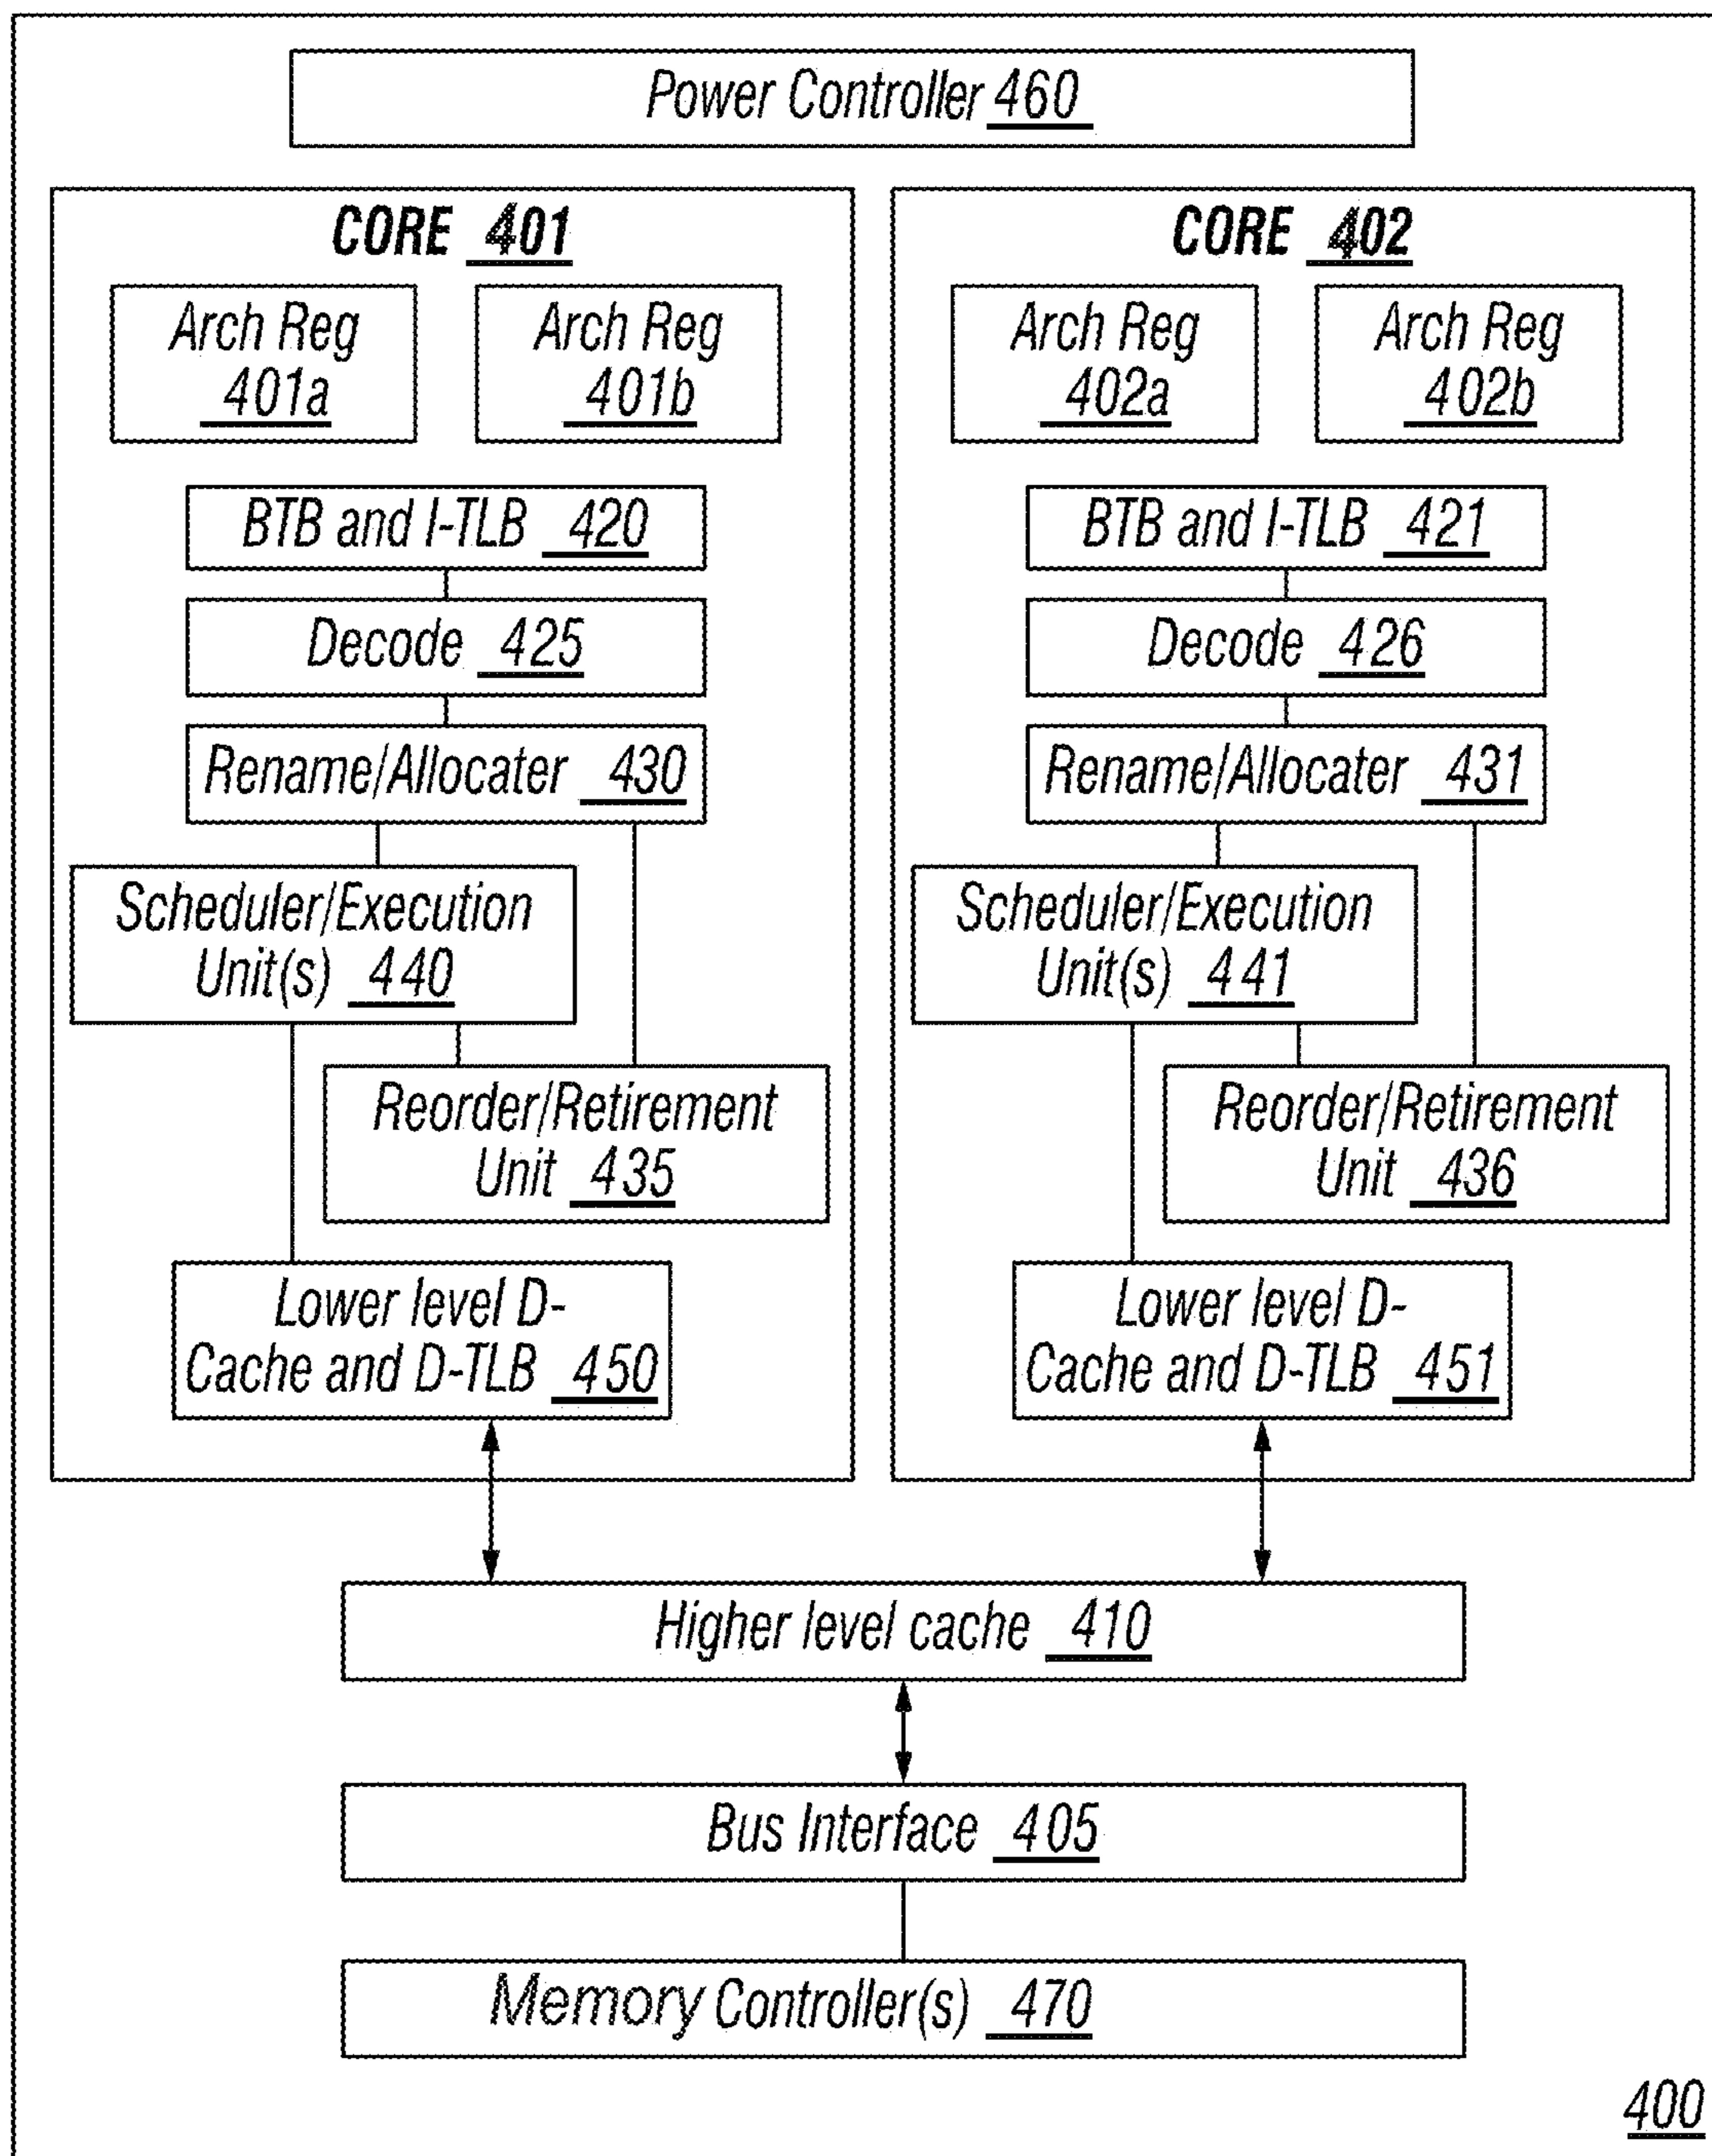 Power Controller 460
CORE 401
Arch Reg
401a
Arch Reg
401b
BTB and I-TLB 420
Decode 425
Rename/Allocater 430
Scheduler/Execution
Unit(s) 440
Reorder/Retirement
Unit 435
Lower level D-
Cache and D-TLB 450
CORE 402
Arch Reg
402a
Arch Reg
402b
BTB and I-TLB 421
Decode 426
Rename/Allocater 431
Scheduler/Execution
Unit(s) 441
Reorder/Retirement
Unit 436
Lower level D-
Cache and D-TLB 451
Higher level cache 410
Bus Interface 405
Memory Controller(s) 470
400